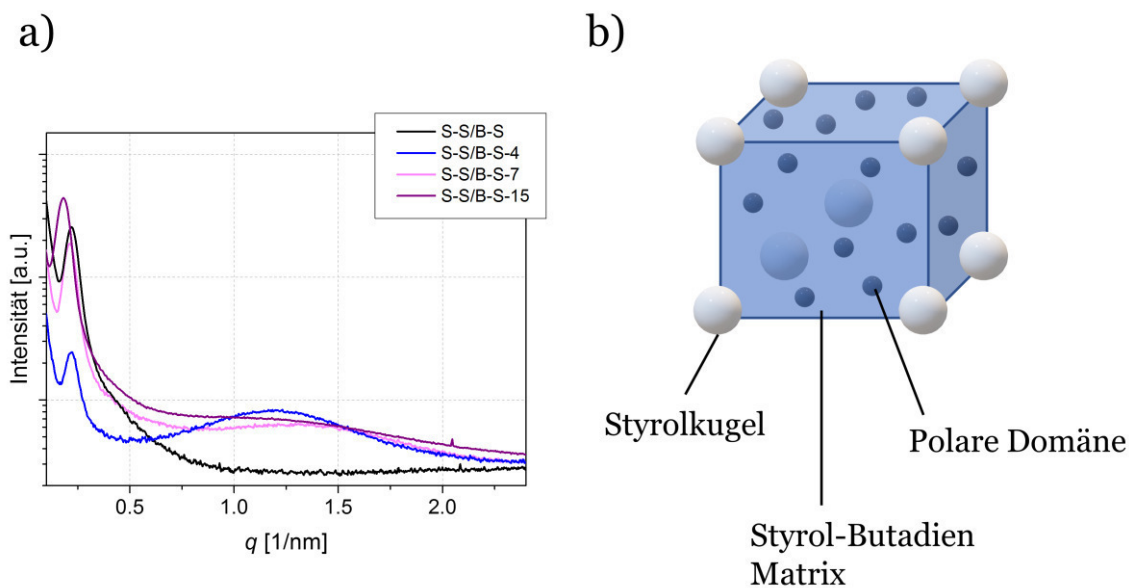 a)
S-S/B-S
S-S/B-S-4
S-S/B-S-7
S-S/B-S-15
Intensität [a.u.]
0.5
1.0
1.5
2.0
q [1/nm]
b)
Styrolkugel
Polare Domäne
Styrol-Butadien
Matrix